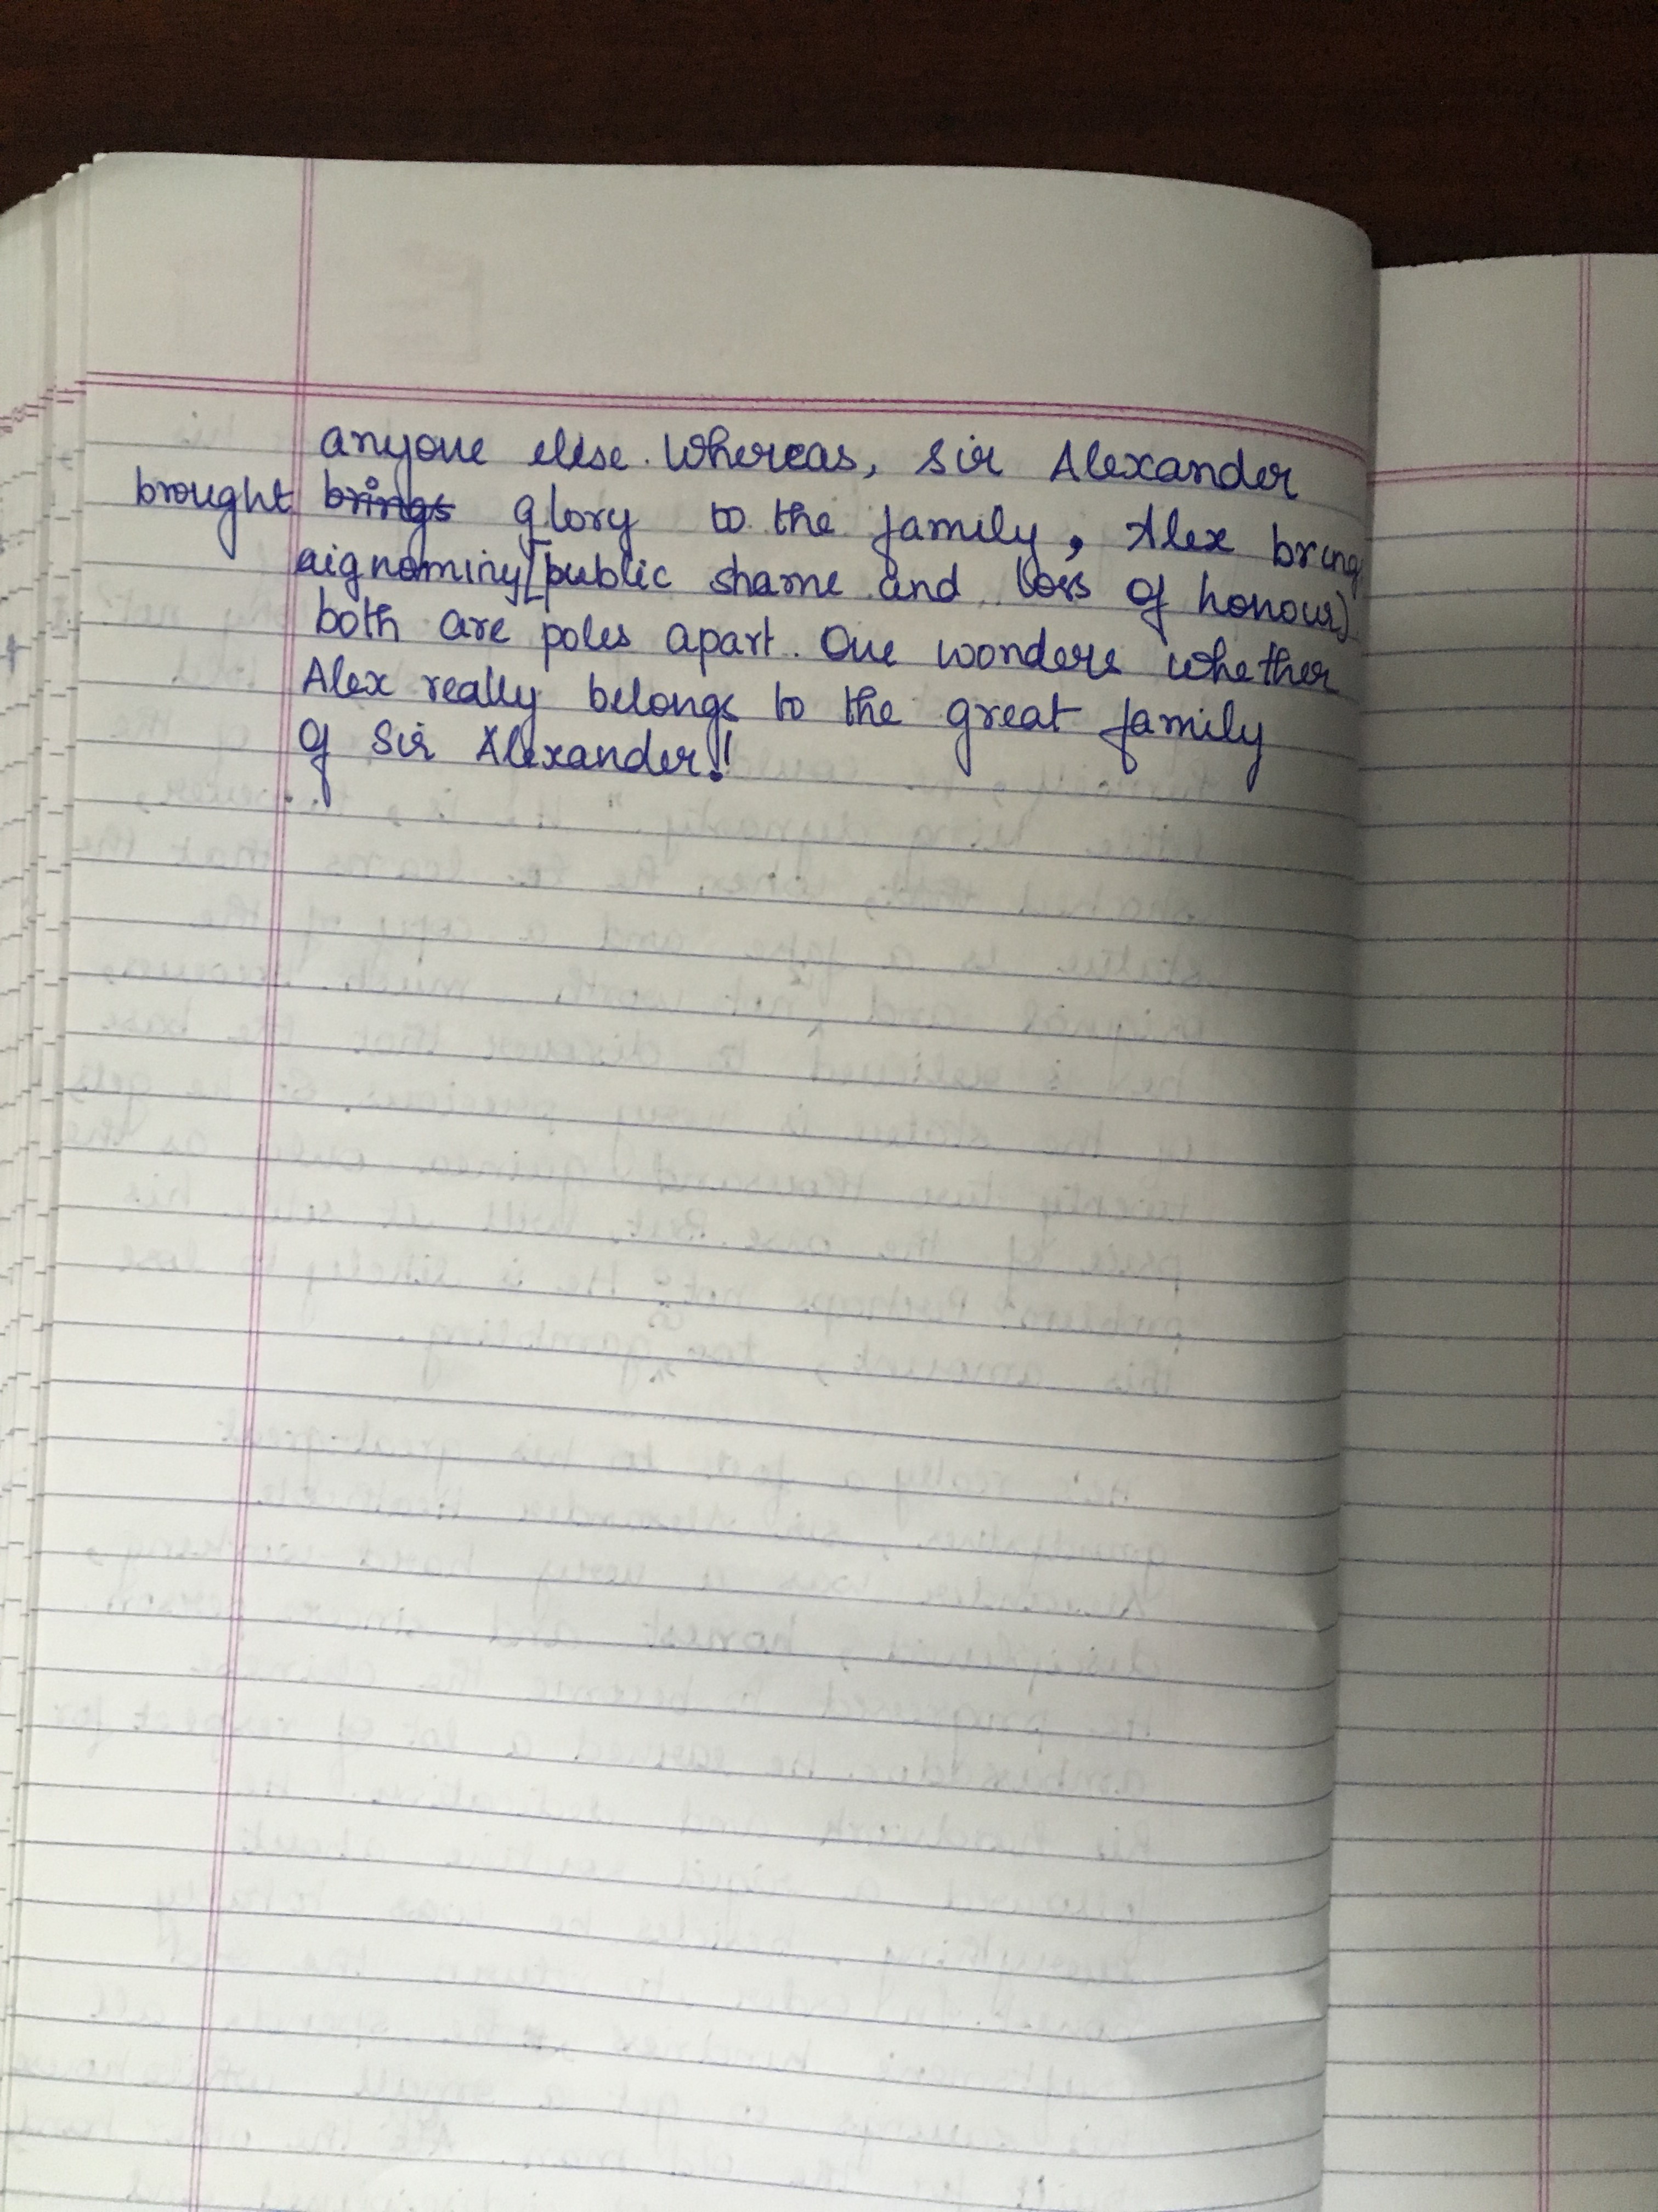 anyone else. Whereas, Sir Alexander
brought brings glory to the family, Alex bring
aignominy [public shame and loss of honour)
both are poles apart. One wonders whether
Alex really belongs to the great family
of Sir Alexander!